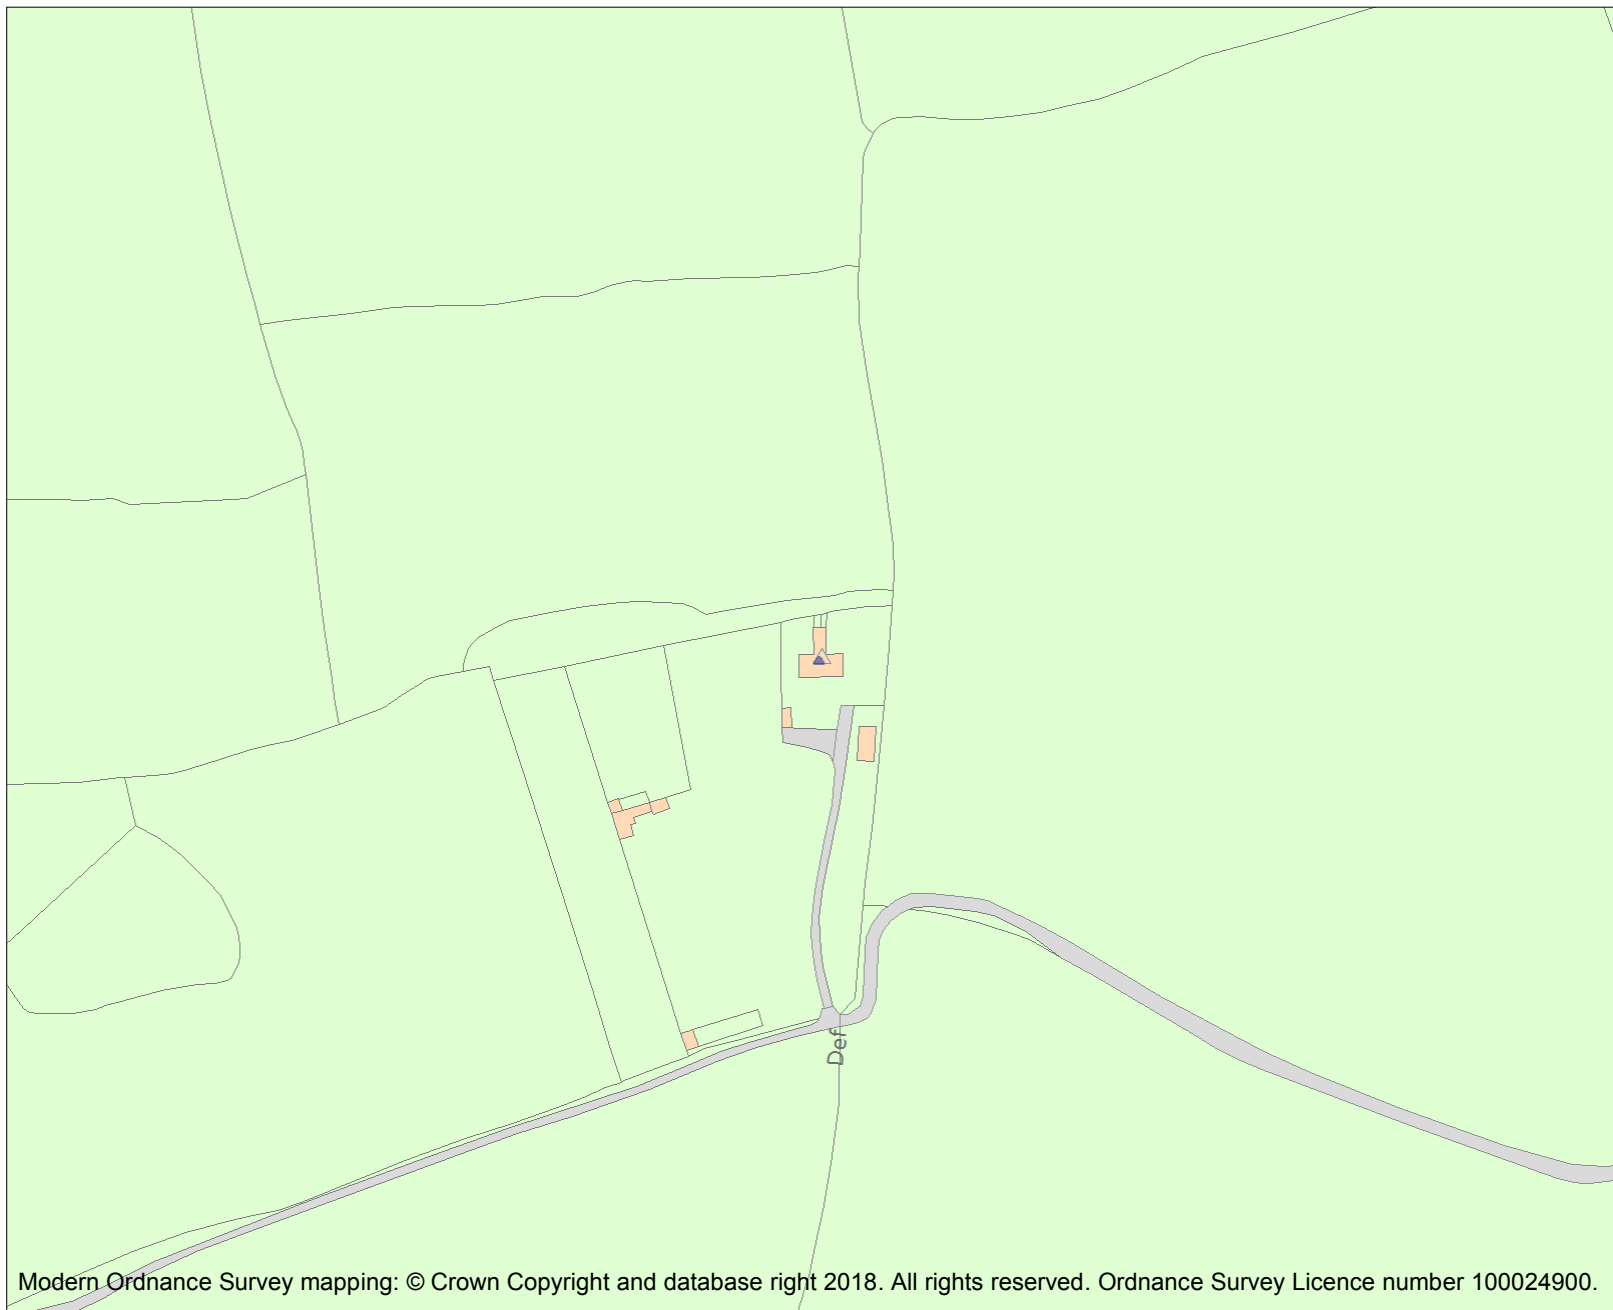 Def
Modern Ordnance Survey mapping: © Crown Copyright and database right 2018. All rights reserved. Ordnance Survey Licence number 100024900.